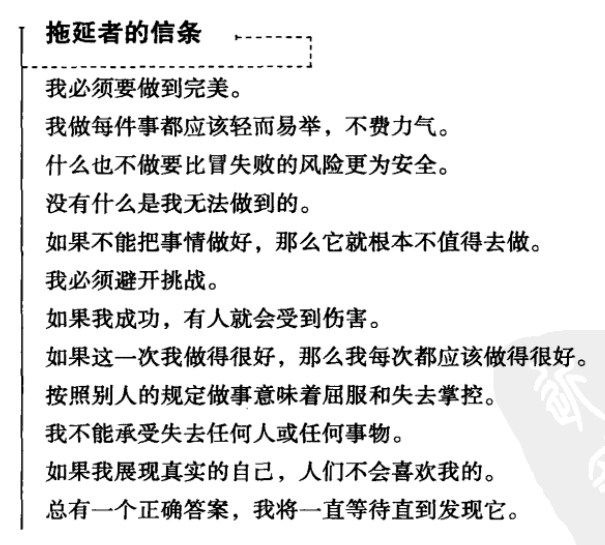 拖延者的信条
我必须要做到完美。
我做每件事都应该轻而易举，不费力气。
什么也不做要比冒失败的风险更为安全。
没有什么是我无法做到的。
如果不能把事情做好，那么它就根本不值得去做。
我必须避开挑战。
如果我成功，有人就会受到伤害。
如果这一次我做得很好，那么我每次都应该做得很好。
按照别人的规定做事意味着屈服和失去掌控。
我不能承受失去任何人或任何事物。
如果我展现真实的自己，人们不会喜欢我的。
总有一个正确答案，我将一直等待直到发现它。